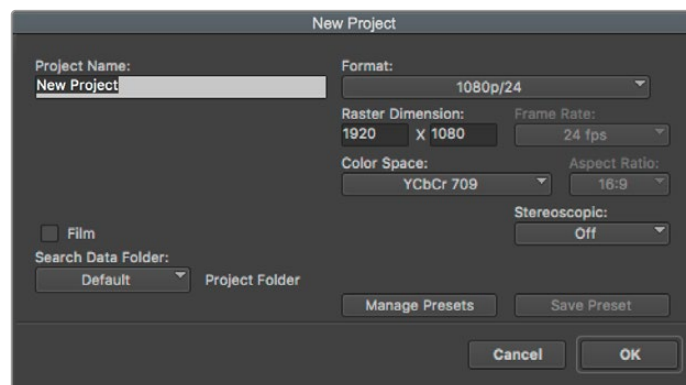 New Project
Project Name:
New Project
Format:
1080p/24
Raster Dimension:
1920 x 1080
Frame Rate:
24 fps
Color Space:
YCbCr 709
Aspect Ratio:
16:9
Stereoscopic:
Off
Film
Search Data Folder:
Default
Project Folder
Manage Presets
Save Preset
Cancel
OK